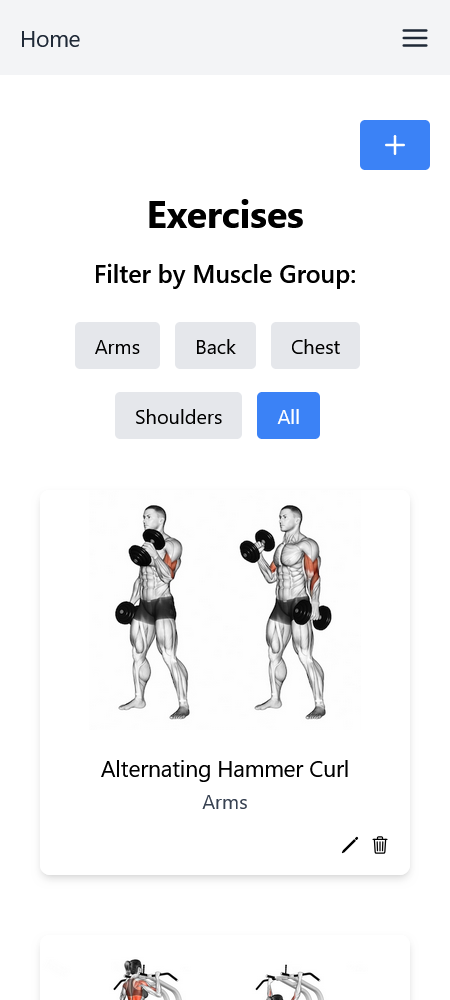 Home
Exercises
Filter by Muscle Group:
Arms Back Chest
Shoulders All
Alternating Hammer Curl
Arms